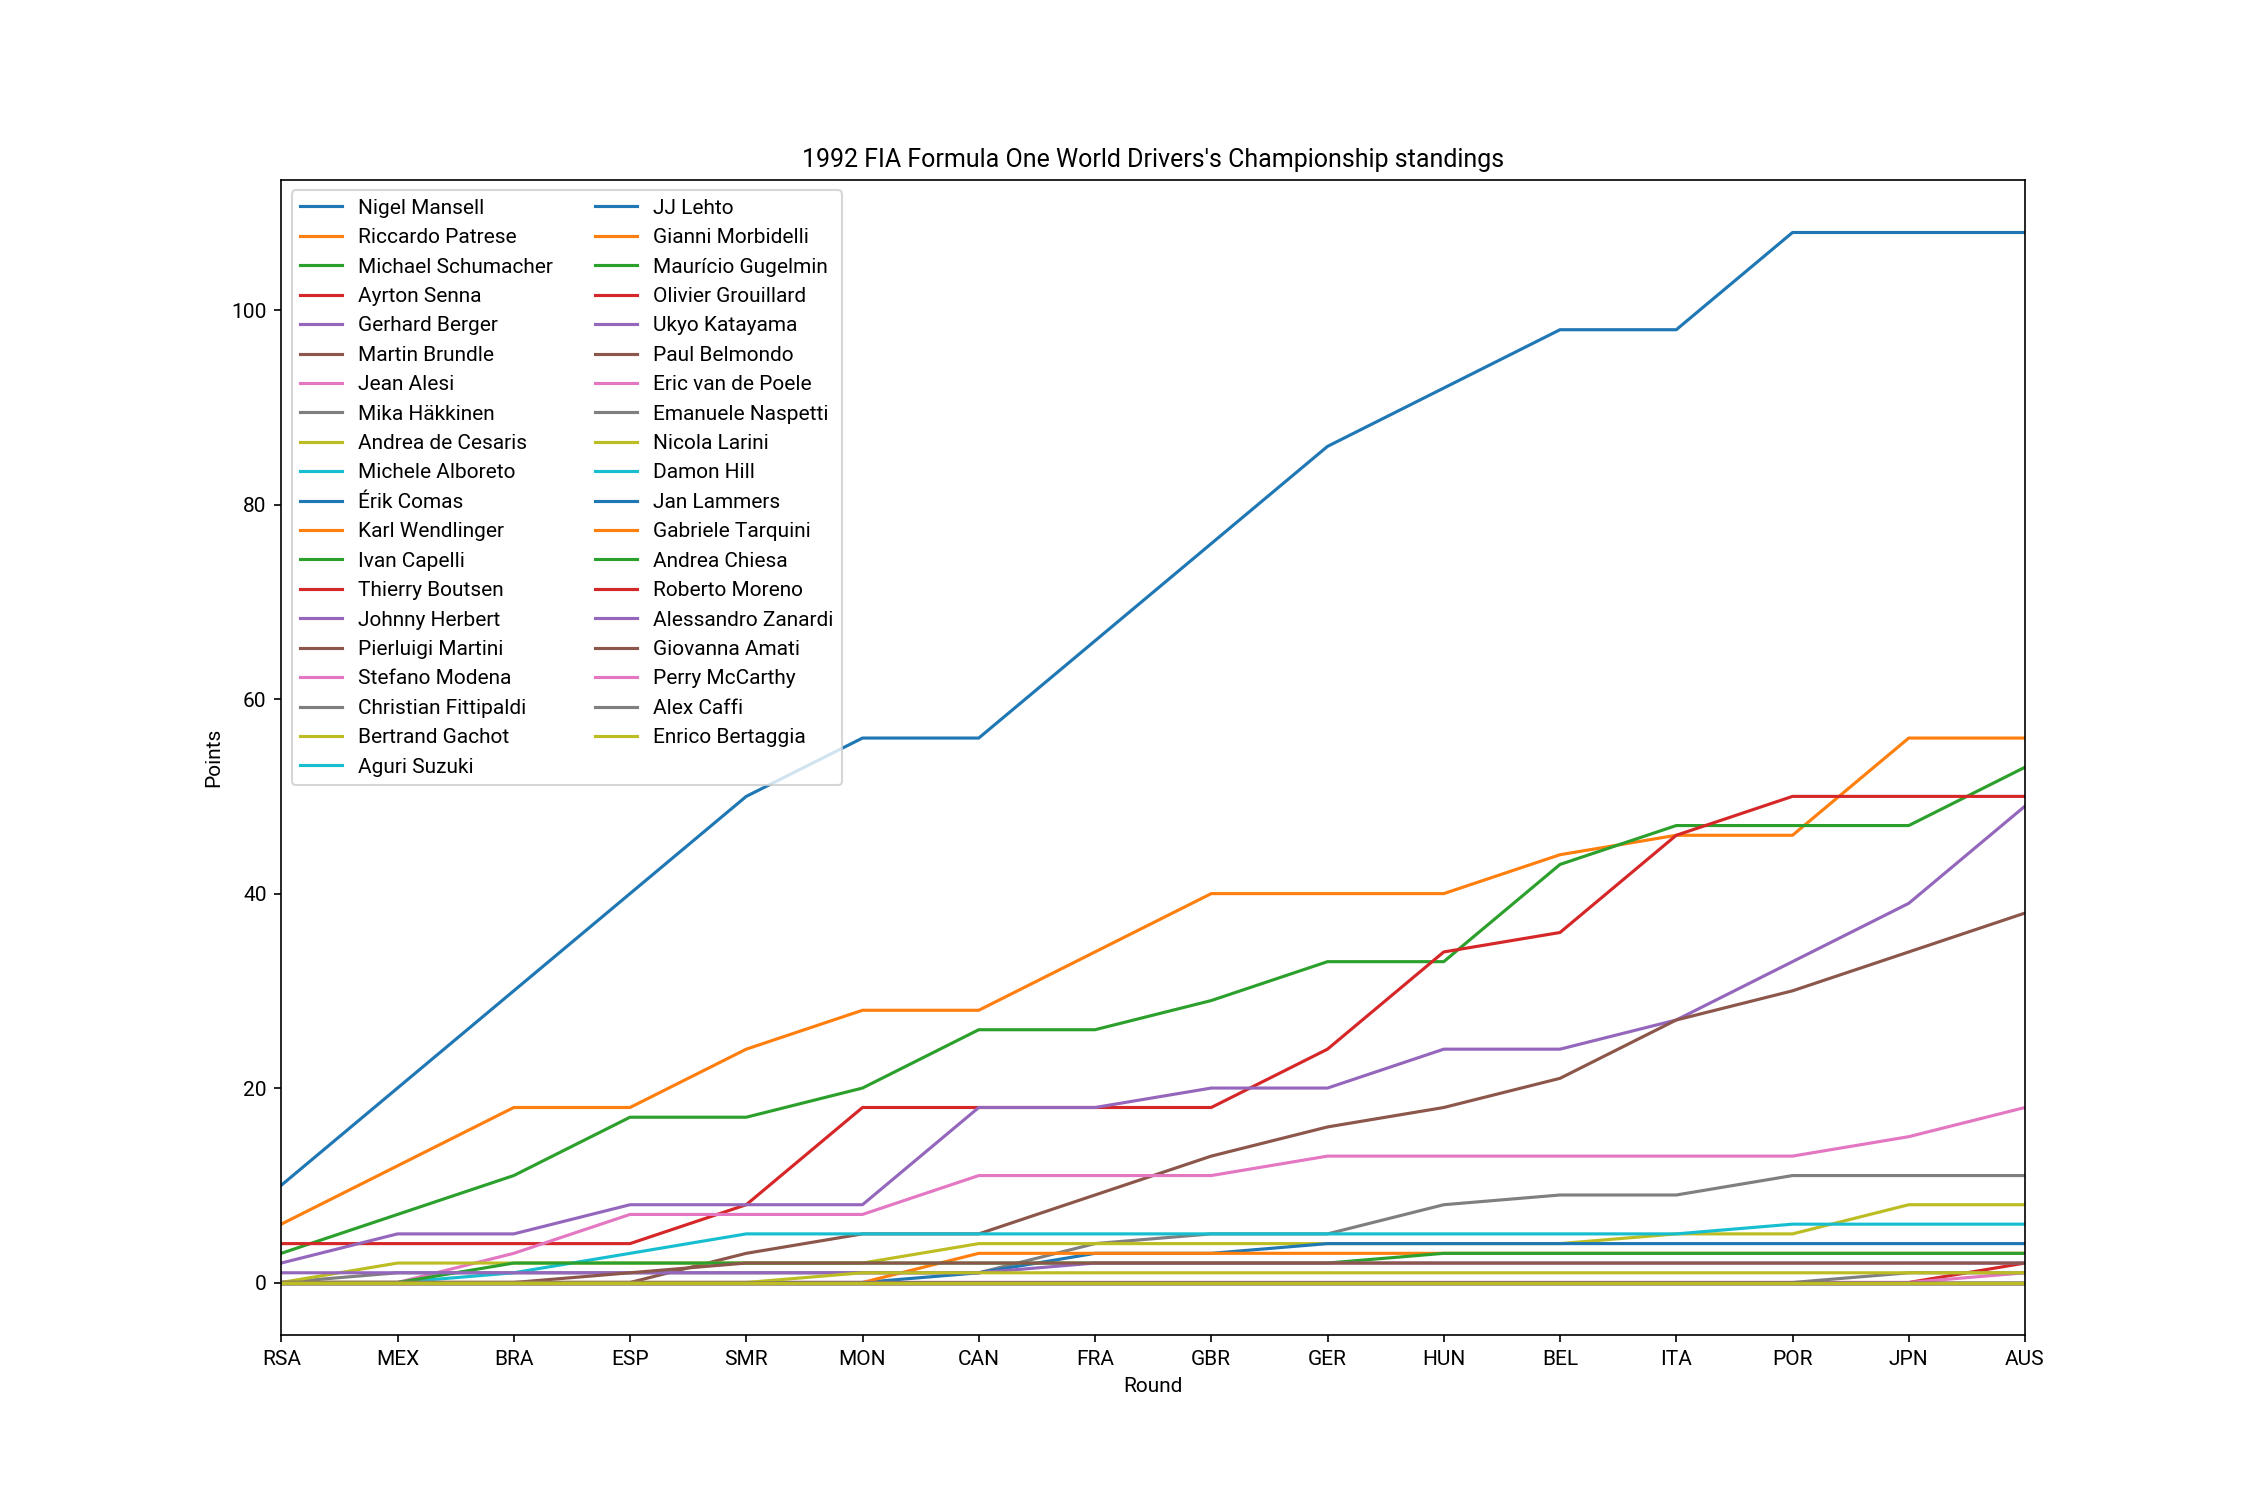 1992 FIA Formula One World Drivers's Championship standings
Nigel Mansell
Riccardo Patrese
Michael Schumacher
Ayrton Senna
Gerhard Berger
Martin Brundle
Jean Alesi
Mika Häkkinen
Andrea de Cesaris
Michele Alboreto
Érik Comas
Karl Wendlinger
Ivan Capelli
Thierry Boutsen
Johnny Herbert
Pierluigi Martini
Stefano Modena
Christian Fittipaldi
Bertrand Gachot
Aguri Suzuki
JJ Lehto
Gianni Morbidelli
Maurício Gugelmin
Olivier Grouillard
Ukyo Katayama
Paul Belmondo
Eric van de Poele
Emanuele Naspetti
Nicola Larini
Damon Hill
Jan Lammers
Gabriele Tarquini
Andrea Chiesa
Roberto Moreno
Alessandro Zanardi
Giovanna Amati
Perry McCarthy
Alex Caffi
Enrico Bertaggia
Points
100
80
60
40
20
0
RSA MEX BRA ESP SMR MON CAN FRA GBR GER HUN BEL ITA POR JPN AUS
Round